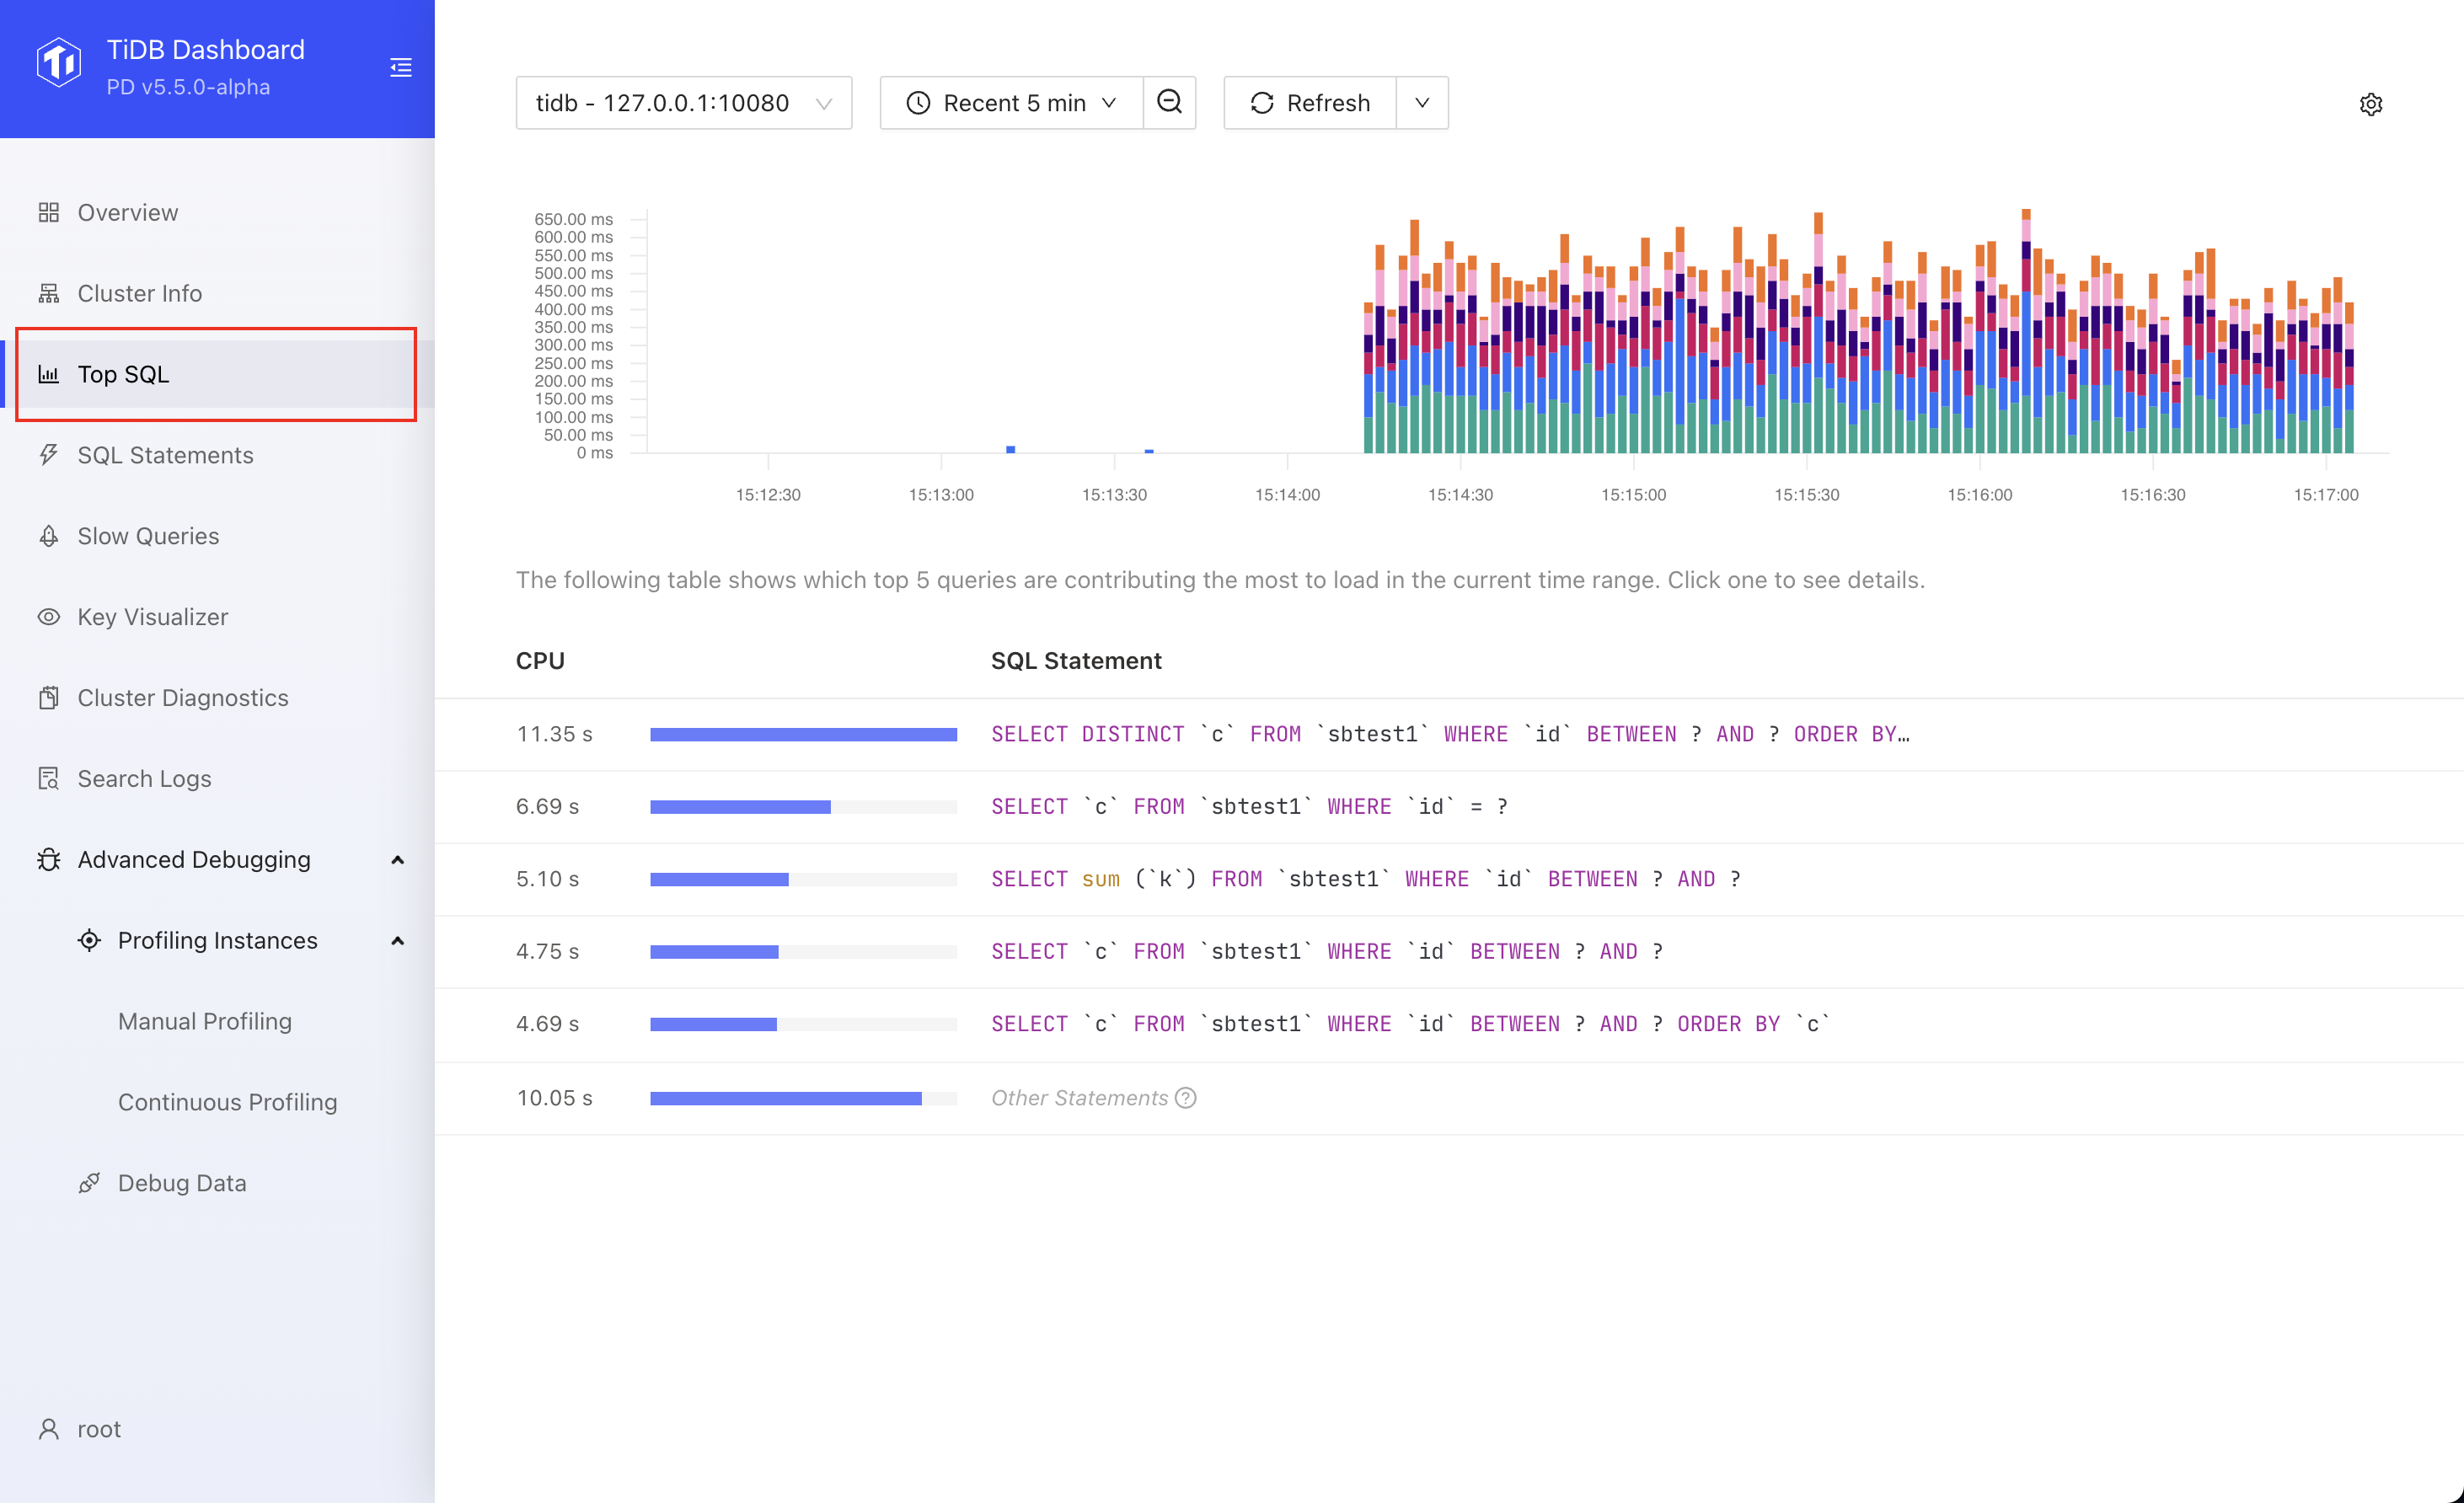 TiDB Dashboard
PD v5.5.0-alpha
Overview
Cluster Info
Top SQL
SQL Statements
Slow Queries
Key Visualizer
Cluster Diagnostics
Search Logs
Advanced Debugging
Profiling Instances
Manual Profiling
Continuous Profiling
Debug Data
root
tidb - 127.0.0.1:10080
Recent 5 min
Refresh
650.00 ms
600.00 ms
550.00 ms
500.00 ms
450.00 ms
400.00 ms
350.00 ms
300.00 ms
250.00 ms
200.00 ms
150.00 ms
100.00 ms
50.00 ms
0 ms
15:12:30 15:13:00 15:13:30 15:14:00 15:14:30 15:15:00 15:15:30 15:16:00 15:16:30 15:17:00
The following table shows which top 5 queries are contributing the most to load in the current time range. Click one to see details.
CPU SQL Statement
11.35 s SELECT DISTINCT `c` FROM `sbtest1` WHERE `id` BETWEEN ? AND ? ORDER BY…
6.69 s SELECT `c` FROM `sbtest1` WHERE `id` = ?
5.10 s SELECT sum (`k`) FROM `sbtest1` WHERE `id` BETWEEN ? AND ?
4.75 s SELECT `c` FROM `sbtest1` WHERE `id` BETWEEN ? AND ?
4.69 s SELECT `c` FROM `sbtest1` WHERE `id` BETWEEN ? AND ? ORDER BY `c`
10.05 s Other Statements